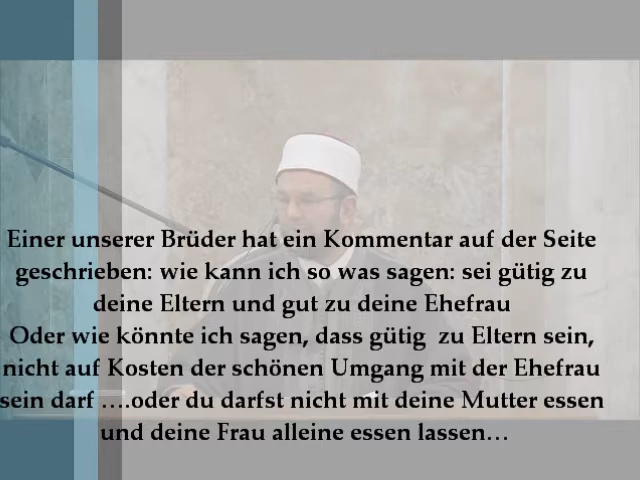 Einer unserer Brüder hat ein Kommentar auf der Seite
geschrieben: wie kann ich so was sagen: sei gütig zu
deine Eltern und gut zu deine Ehefrau
Oder wie könnte ich sagen, dass gütig zu Eltern sein,
nicht auf Kosten der schönen Umgang mit der Ehefrau
sein darf ….oder du darfst nicht mit deine Mutter essen
und deine Frau alleine essen lassen…